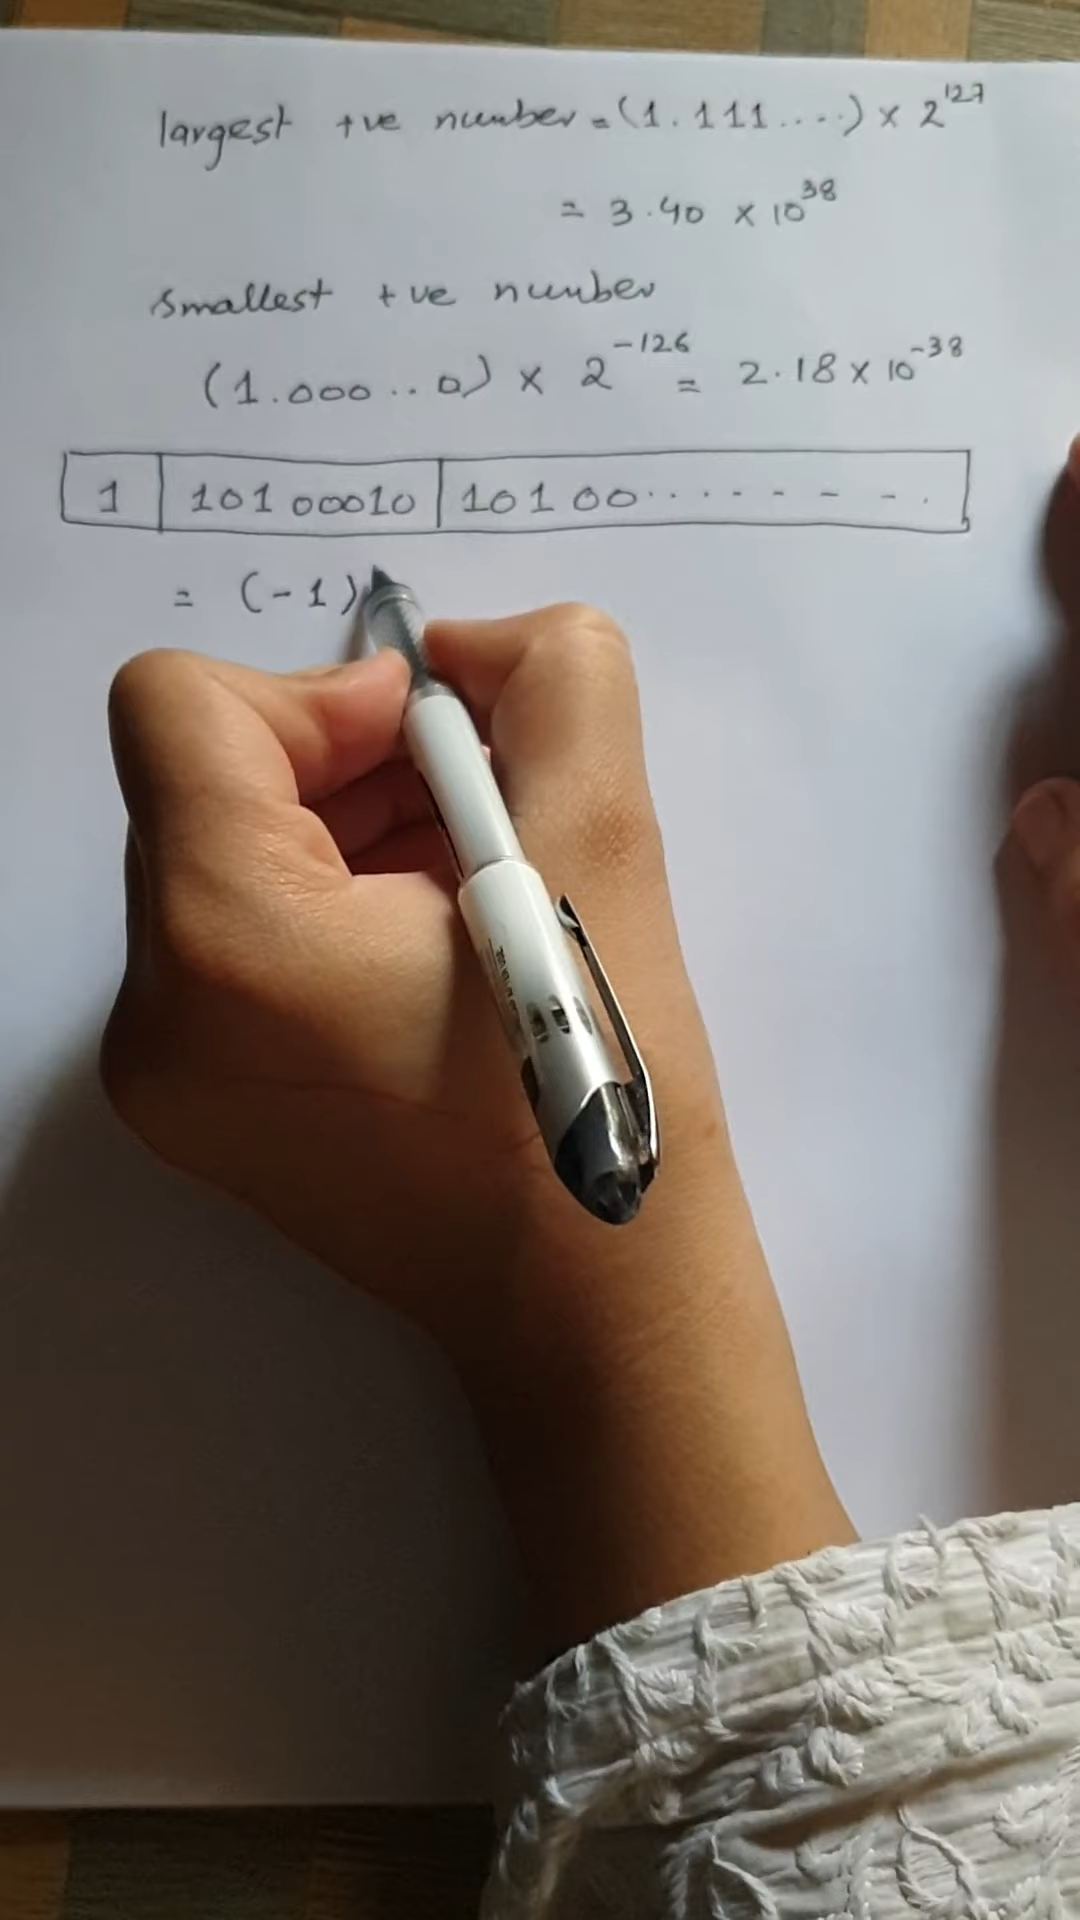 largest +ve number = (1.111....) × 2^127
= 3.40 × 10^38
smallest +ve number
(1.000..0) × 2^-126 = 2.18 × 10^-38
1 | 10100010 | 10100.........
= (-1)